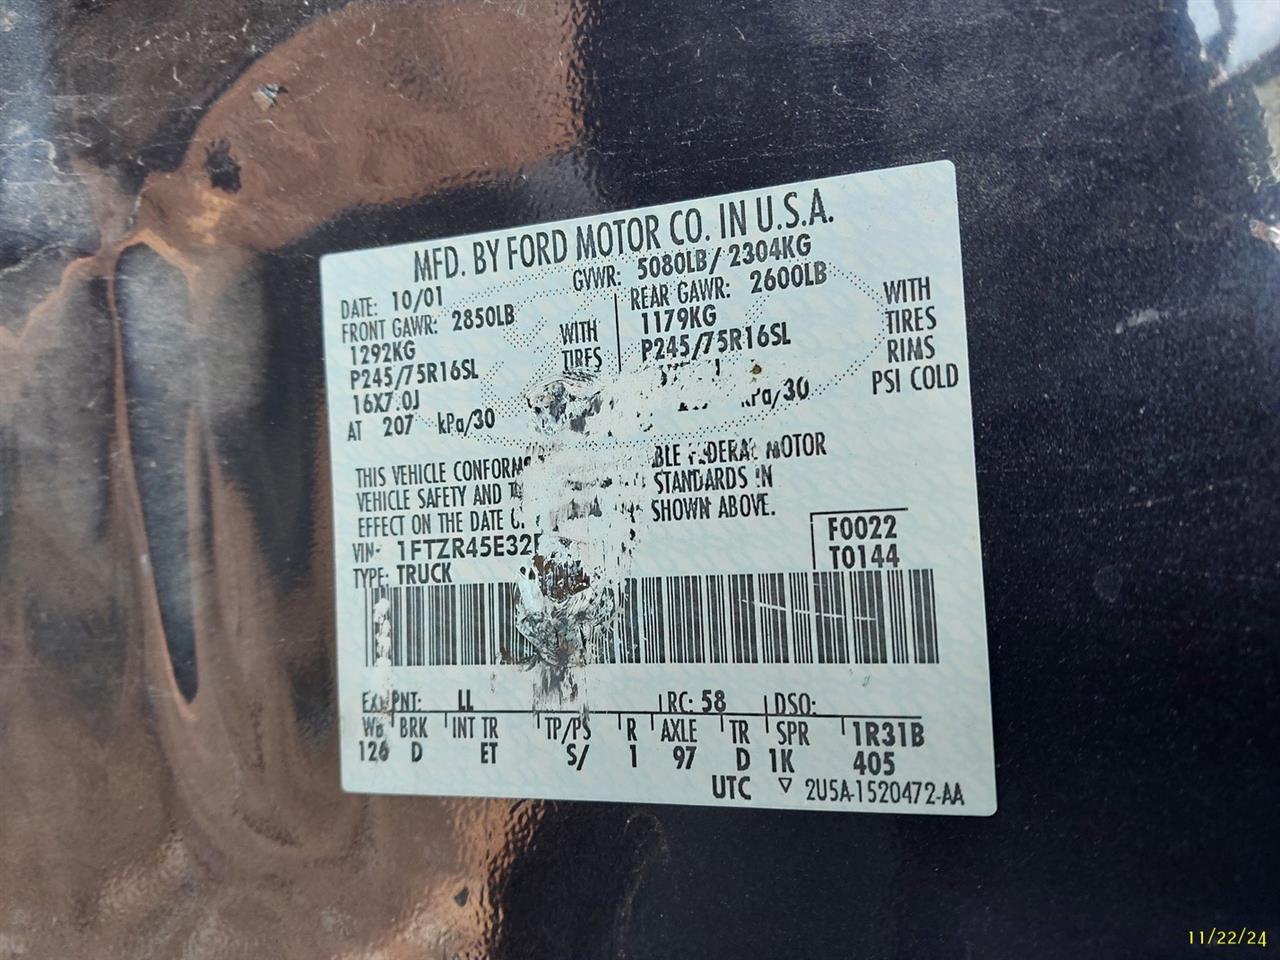 MFD. BY FORD MOTOR CO. IN U.S.A.
DATE: 10/01 GVWR: 5080LB/ 2304KG
FRONT GAWR: 2850LB REAR GAWR: 2600LB
1292KG WITH 1179KG WITH
P245/75R16SL TIRES P245/75R16SL TIRES
16X7.0J RIMS
AT 207 kPa/30 kPa/30 PSI COLD
THIS VEHICLE CONFORMS FEDERAL MOTOR
VEHICLE SAFETY AND STANDARDS IN
EFFECT ON THE DATE SHOWN ABOVE.
VIN: 1FTZR45E32 F0022
TYPE: TRUCK T0144
EXT PNT: LL RC: 58 DSO:
WB BRK INT TR TP/PS R AXLE TR SPR 1R31B
126 D ET S/ 1 97 D 1K 405
UTC ▽ 2U5A-1520472-AA
11/22/24